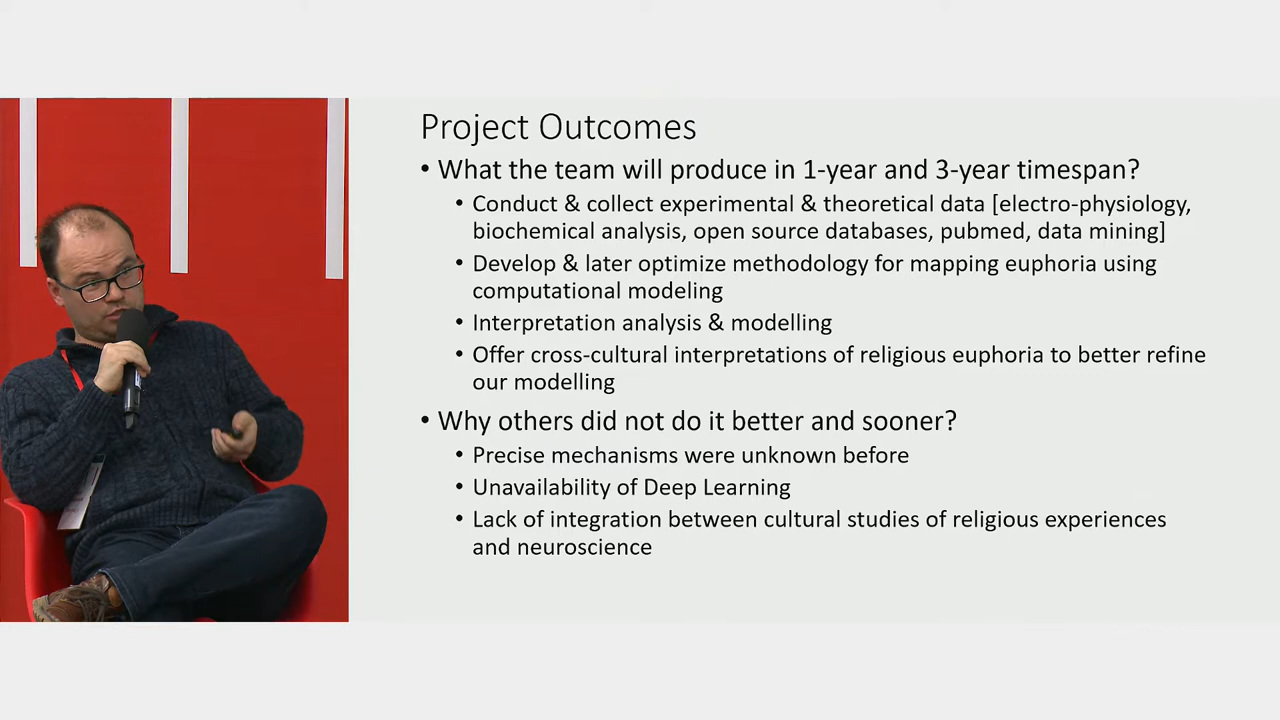 Project Outcomes
• What the team will produce in 1-year and 3-year timespan?
• Conduct & collect experimental & theoretical data [electro-physiology,
biochemical analysis, open source databases, pubmed, data mining]
• Develop & later optimize methodology for mapping euphoria using
computational modeling
• Interpretation analysis & modelling
• Offer cross-cultural interpretations of religious euphoria to better refine
our modelling
• Why others did not do it better and sooner?
• Precise mechanisms were unknown before
• Unavailability of Deep Learning
• Lack of integration between cultural studies of religious experiences
and neuroscience